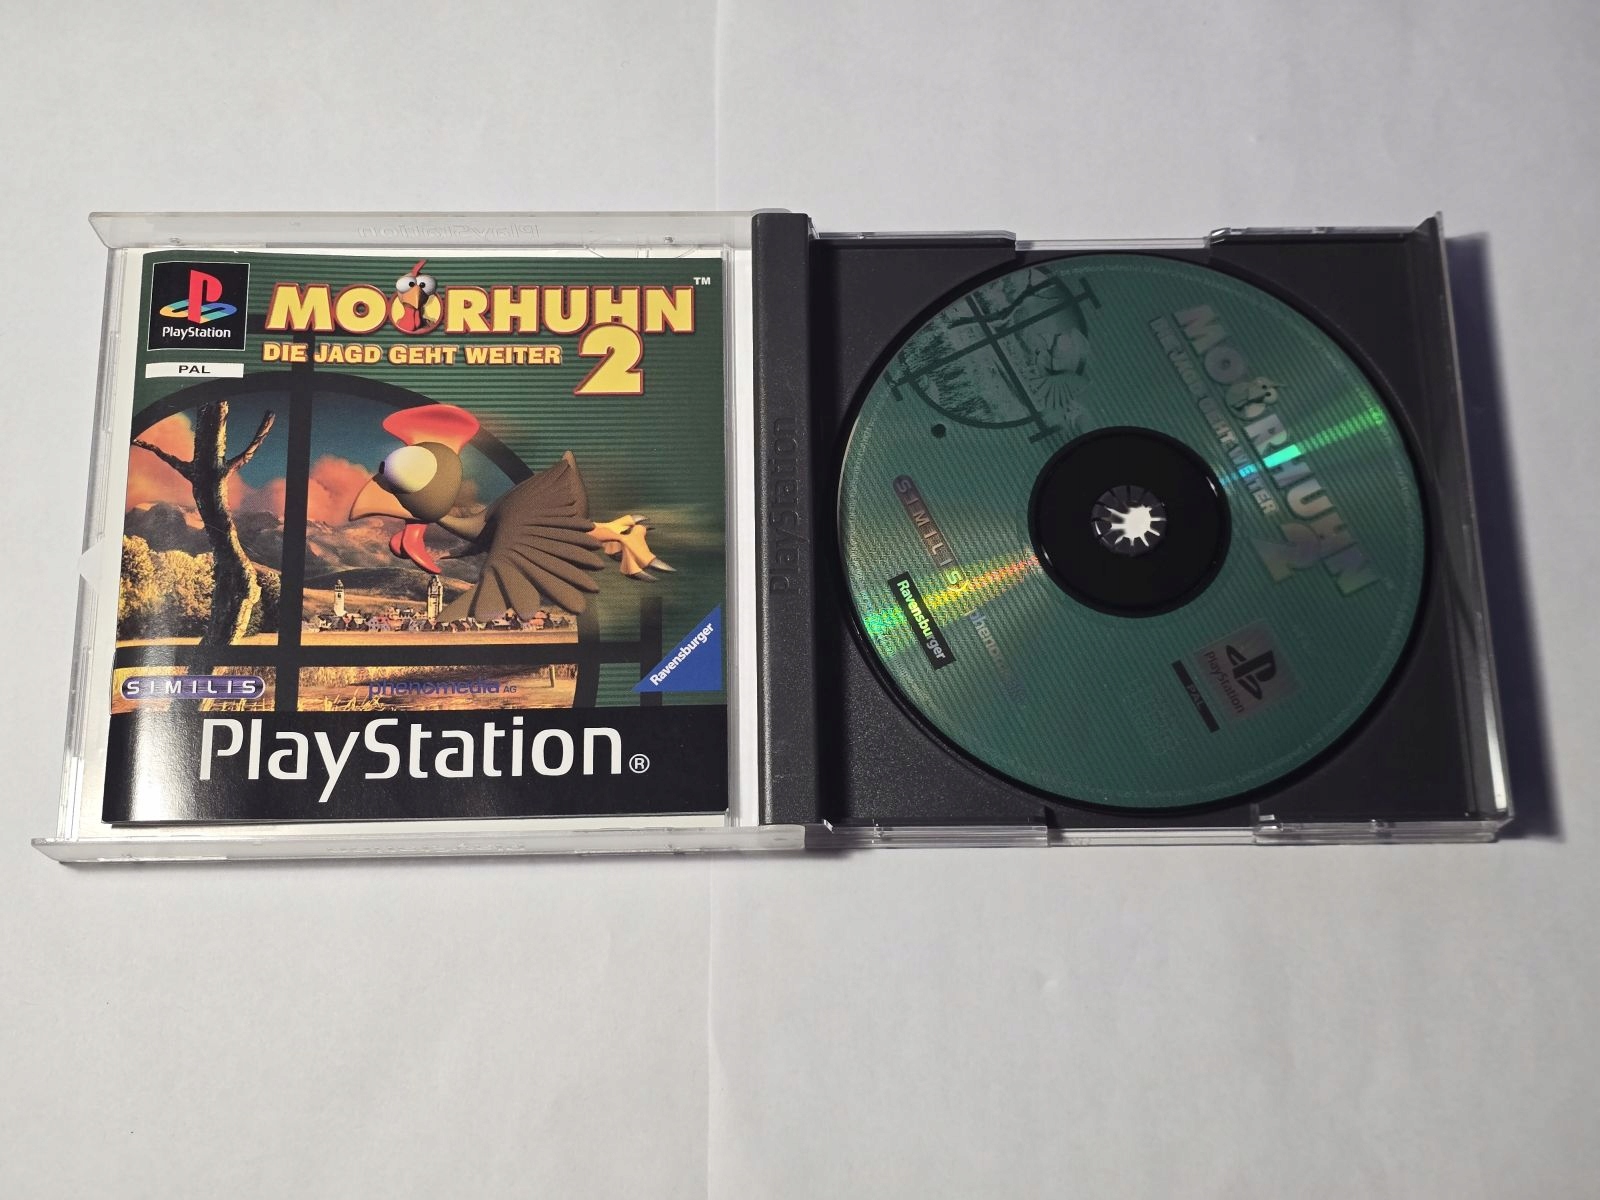 PlayStation
PAL
MOORHUHN™
DIE JAGD GEHT WEITER
2
SIMILIS
phenomedia AG
Ravensburger
PlayStation®
PlayStation
MOORHUHN
DIE JAGD GEHT WEITER
2
SIMILIS
Ravensburger
PlayStation
PAL